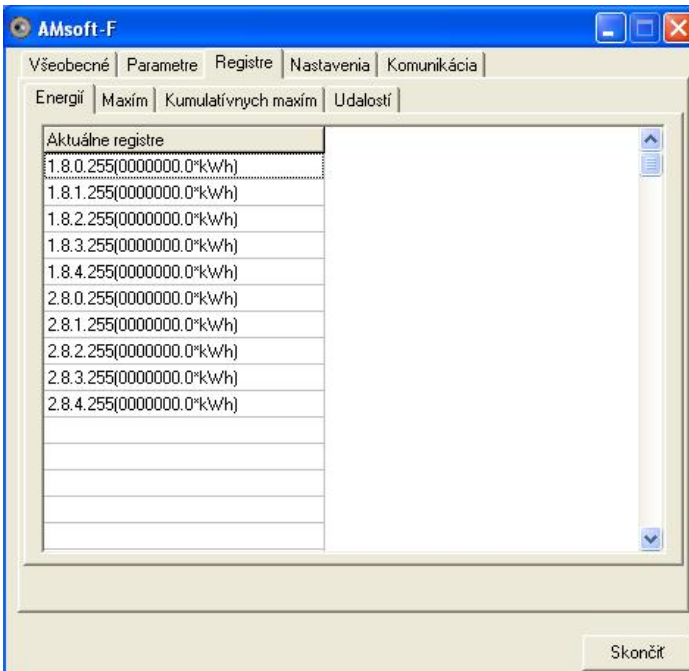 AMsoft-F
Všeobecné Parametre Registre Nastavenia Komunikácia
Energií Maxím Kumulatívnych maxím Udalostí
Aktuálne registre
1.8.0.255(0000000.0*kWh)
1.8.1.255(0000000.0*kWh)
1.8.2.255(0000000.0*kWh)
1.8.3.255(0000000.0*kWh)
1.8.4.255(0000000.0*kWh)
2.8.0.255(0000000.0*kWh)
2.8.1.255(0000000.0*kWh)
2.8.2.255(0000000.0*kWh)
2.8.3.255(0000000.0*kWh)
2.8.4.255(0000000.0*kWh)
Skončiť